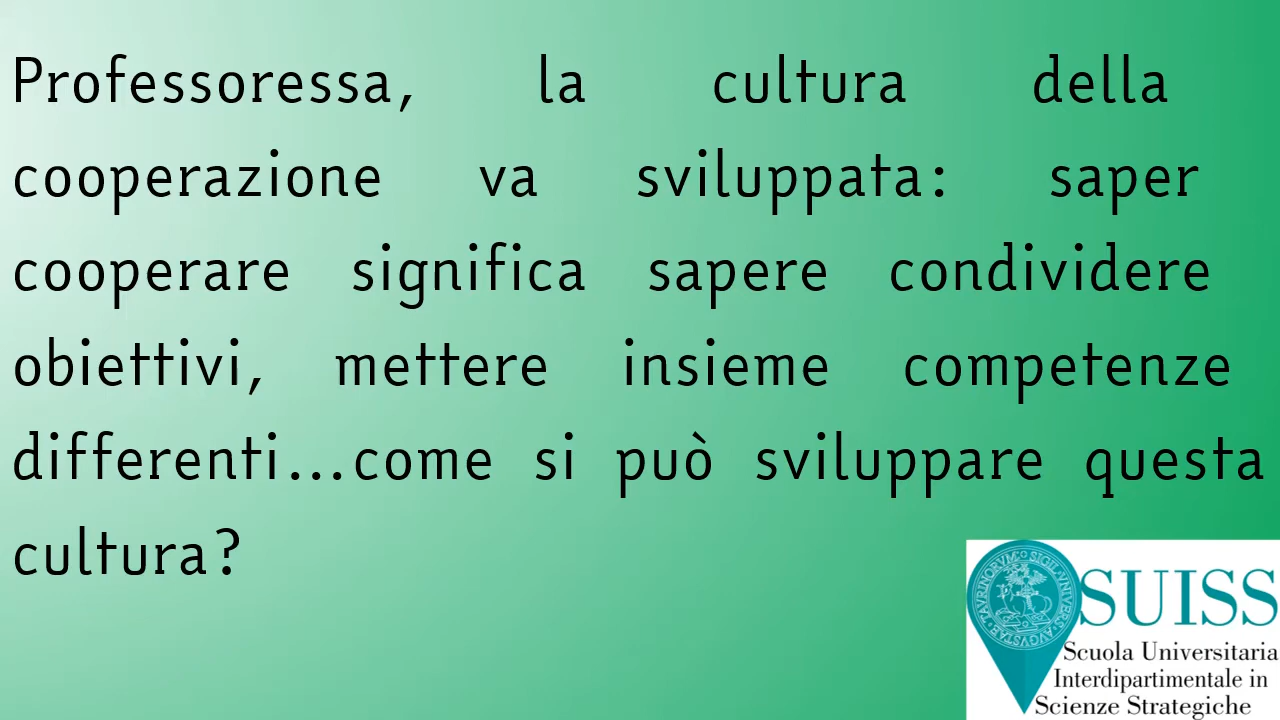 Professoressa, la cultura della
cooperazione va sviluppata: saper
cooperare significa sapere condividere
obiettivi, mettere insieme competenze
differenti...come si può sviluppare questa
cultura?
SUISS
Scuola Universitaria
Interdipartimentale in
Scienze Strategiche